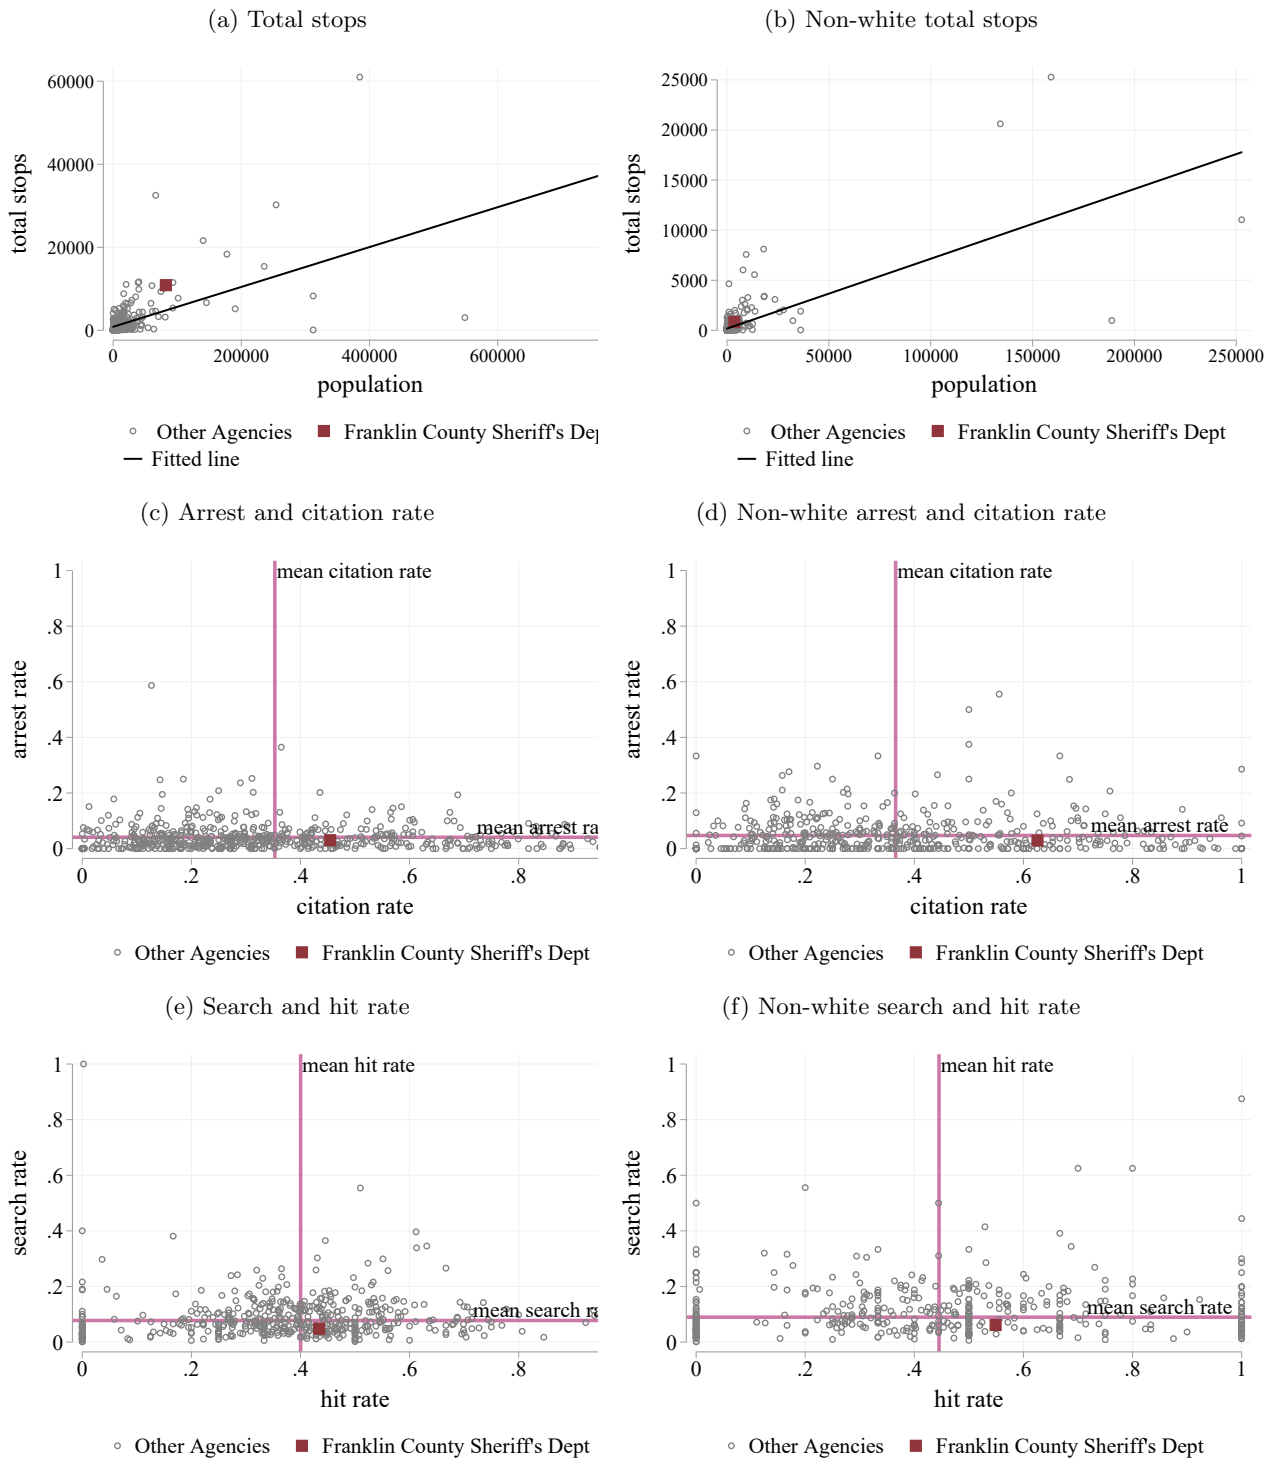 (a) Total stops
(b) Non-white total stops
total stops
60000
40000
20000
0
0 200000 400000 600000
population
Other Agencies Franklin County Sheriff's Dep
Fitted line
total stops
25000
20000
15000
10000
5000
0
0 50000 100000 150000 200000 250000
population
Other Agencies Franklin County Sheriff's Dept
Fitted line
(c) Arrest and citation rate
(d) Non-white arrest and citation rate
arrest rate
1
.8
.6
.4
.2
0
mean citation rate
mean arrest ra
0 .2 .4 .6 .8
citation rate
Other Agencies Franklin County Sheriff's Dept
arrest rate
1
.8
.6
.4
.2
0
mean citation rate
mean arrest rate
0 .2 .4 .6 .8 1
citation rate
Other Agencies Franklin County Sheriff's Dept
(e) Search and hit rate
(f) Non-white search and hit rate
search rate
1
.8
.6
.4
.2
0
mean hit rate
mean search ra
0 .2 .4 .6 .8
hit rate
Other Agencies Franklin County Sheriff's Dept
search rate
1
.8
.6
.4
.2
0
mean hit rate
mean search rate
0 .2 .4 .6 .8 1
hit rate
Other Agencies Franklin County Sheriff's Dept